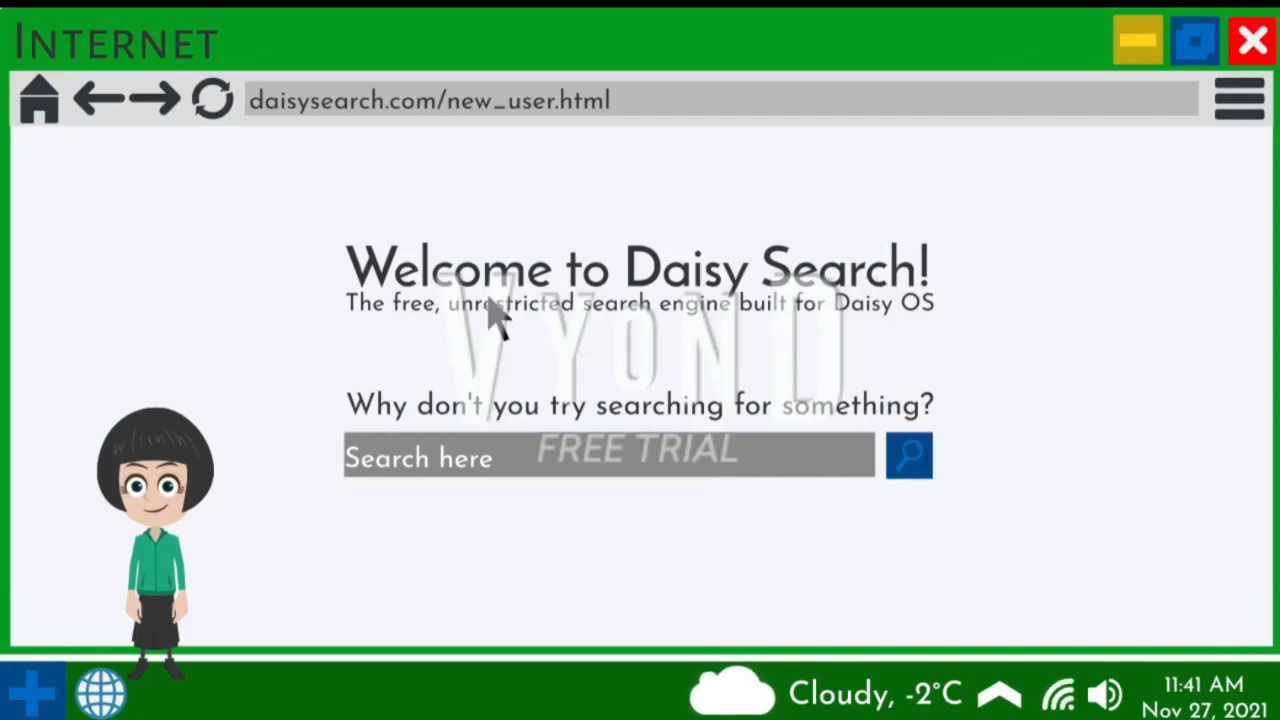 INTERNET
daisysearch.com/new_user.html
Welcome to Daisy Search!
The free, unrestricted search engine built for Daisy OS
VYOND
Why don't you try searching for something?
Search here
FREE TRIAL
Cloudy, -2°C
11:41 AM
Nov 27, 2021